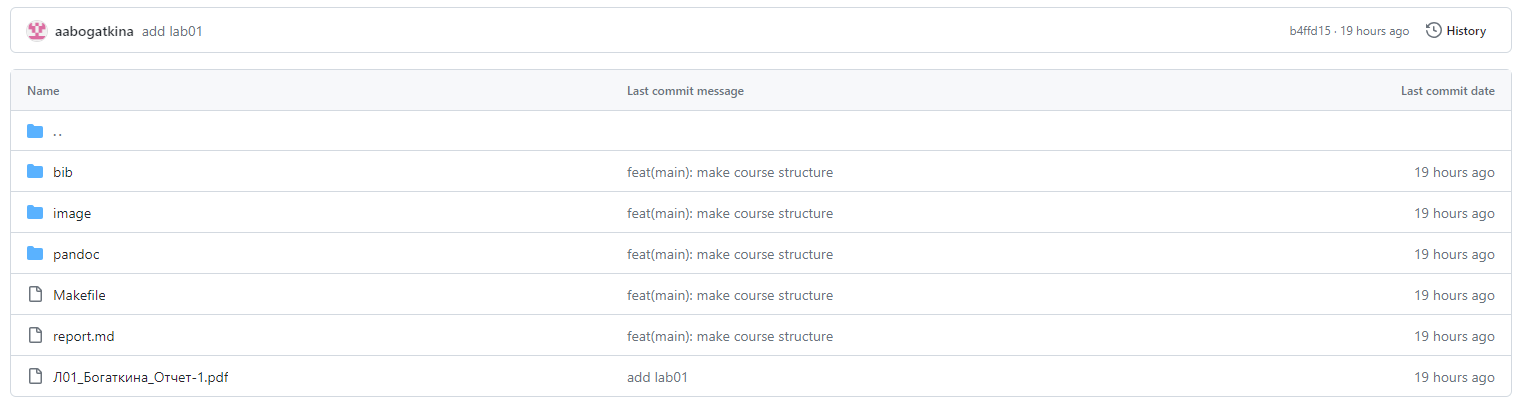 aabogatkina add lab01 b4ffd15 · 19 hours ago History
Name Last commit message Last commit date
..
bib feat(main): make course structure 19 hours ago
image feat(main): make course structure 19 hours ago
pandoc feat(main): make course structure 19 hours ago
Makefile feat(main): make course structure 19 hours ago
report.md feat(main): make course structure 19 hours ago
Л01_Богаткина_Отчет-1.pdf add lab01 19 hours ago